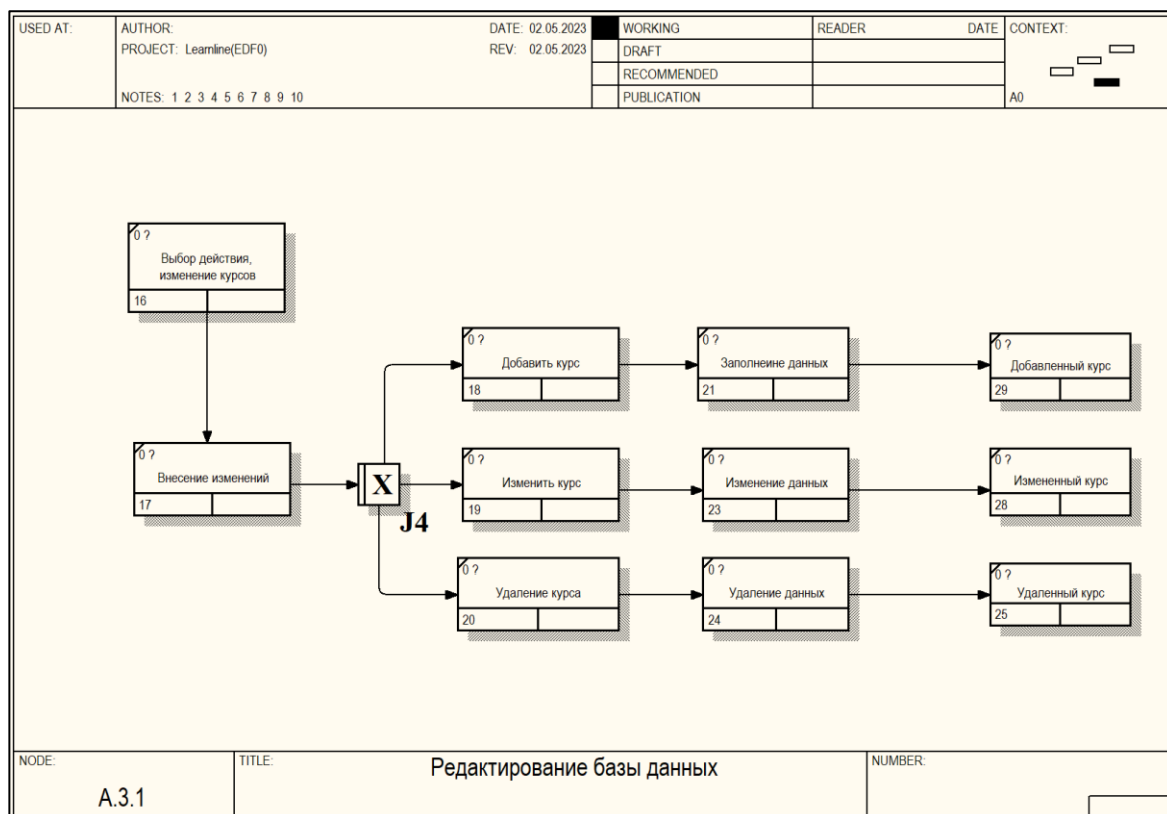 USED AT:
AUTHOR:
DATE: 02.05.2023
PROJECT: Learnline(EDF0)
REV: 02.05.2023
NOTES: 1 2 3 4 5 6 7 8 9 10
WORKING
DRAFT
RECOMMENDED
PUBLICATION
READER
DATE
CONTEXT:
A0
0 ?
Выбор действия,
изменение курсов
16
0 ?
Внесение изменений
17
X
J4
0 ?
Добавить курс
18
0 ?
Заполнеине данных
21
0 ?
Добавленный курс
29
0 ?
Изменить курс
19
0 ?
Изменение данных
23
0 ?
Измененный курс
28
0 ?
Удаление курса
20
0 ?
Удаление данных
24
0 ?
Удаленный курс
25
NODE:
A.3.1
TITLE:
Редактирование базы данных
NUMBER: